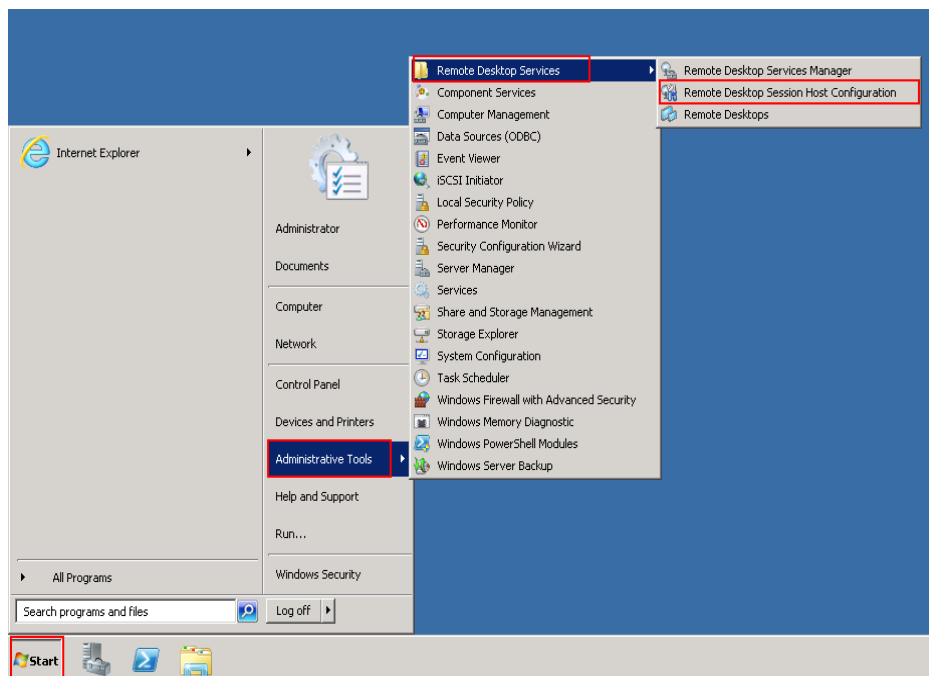 Internet Explorer
All Programs
Search programs and files
Administrator
Documents
Computer
Network
Control Panel
Devices and Printers
Administrative Tools
Help and Support
Run...
Windows Security
Log off
Remote Desktop Services
Component Services
Computer Management
Data Sources (ODBC)
Event Viewer
iSCSI Initiator
Local Security Policy
Performance Monitor
Security Configuration Wizard
Server Manager
Services
Share and Storage Management
Storage Explorer
System Configuration
Task Scheduler
Windows Firewall with Advanced Security
Windows Memory Diagnostic
Windows PowerShell Modules
Windows Server Backup
Remote Desktop Services Manager
Remote Desktop Session Host Configuration
Remote Desktops
Start